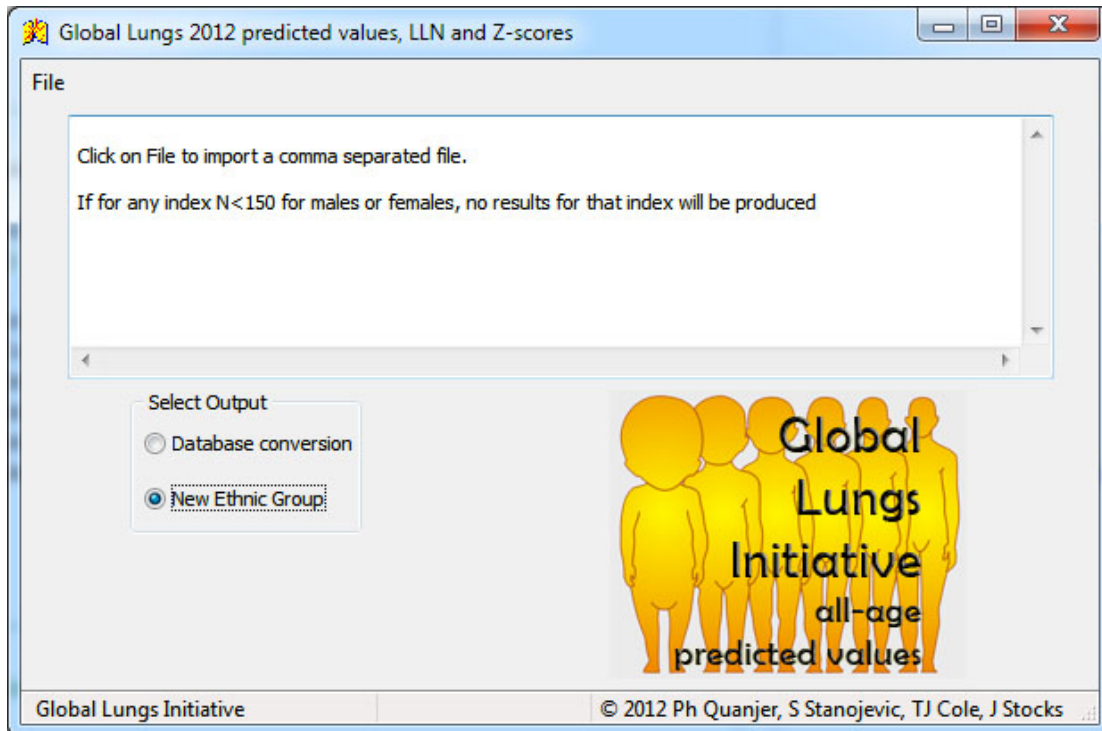 Global Lungs 2012 predicted values, LLN and Z-scores
File
Click on File to import a comma separated file.
If for any index N<150 for males or females, no results for that index will be produced
Select Output
Database conversion
New Ethnic Group
Global
Lungs
Initiative
all-age
predicted values
Global Lungs Initiative
© 2012 Ph Quanjer, S Stanojevic, TJ Cole, J Stocks